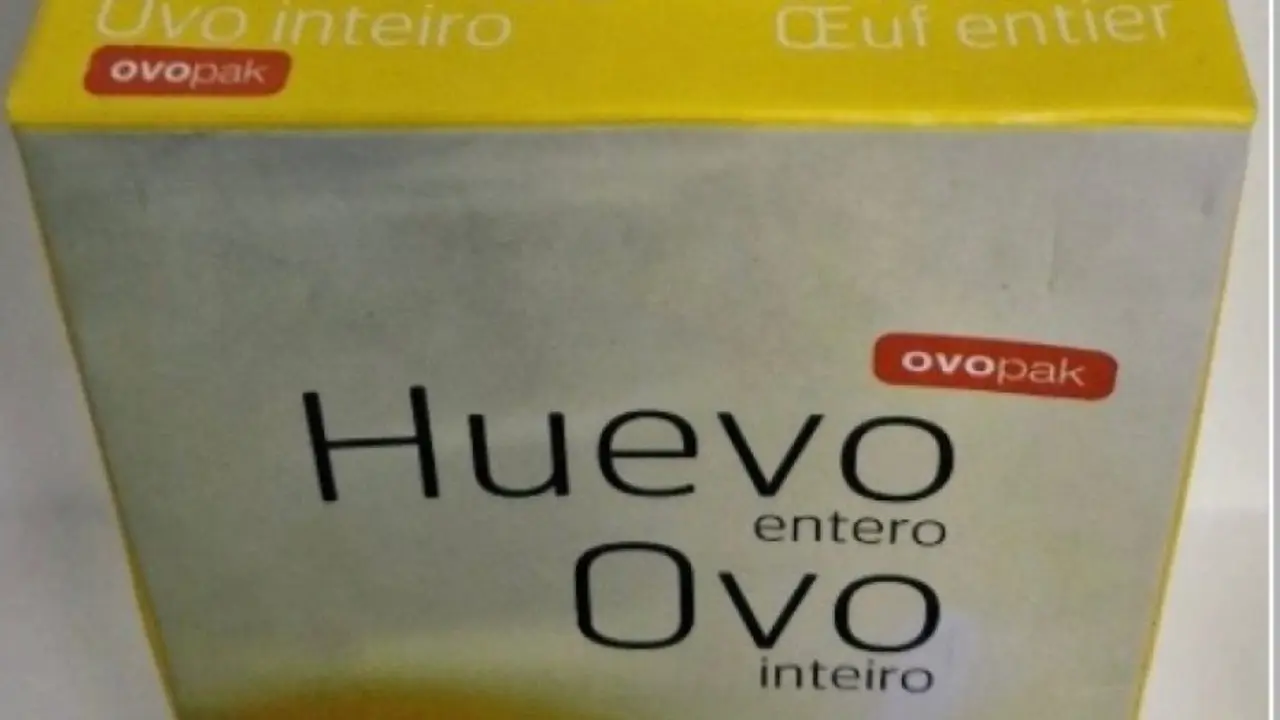 Ovo inteiro
Œuf entier
ovopak
ovopak
Huevo
entero
Ovo
inteiro